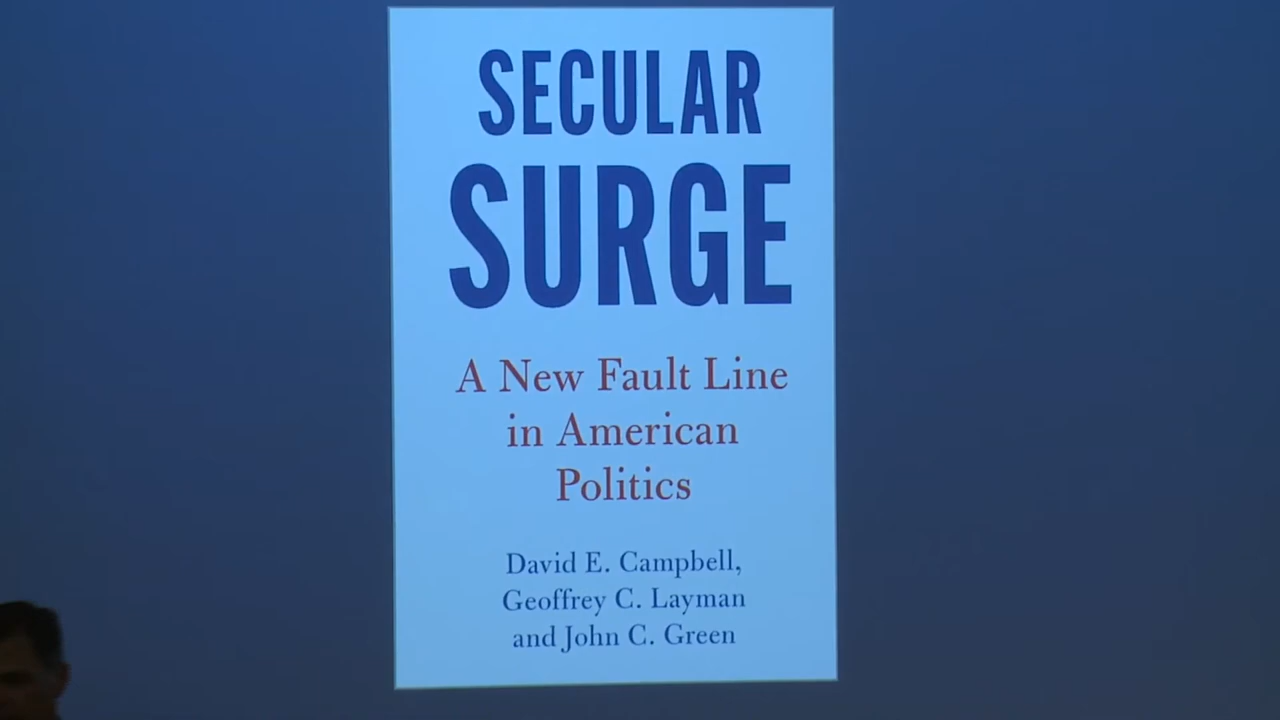 SECULAR
SURGE
A New Fault Line
in American
Politics
David E. Campbell,
Geoffrey C. Layman
and John C. Green